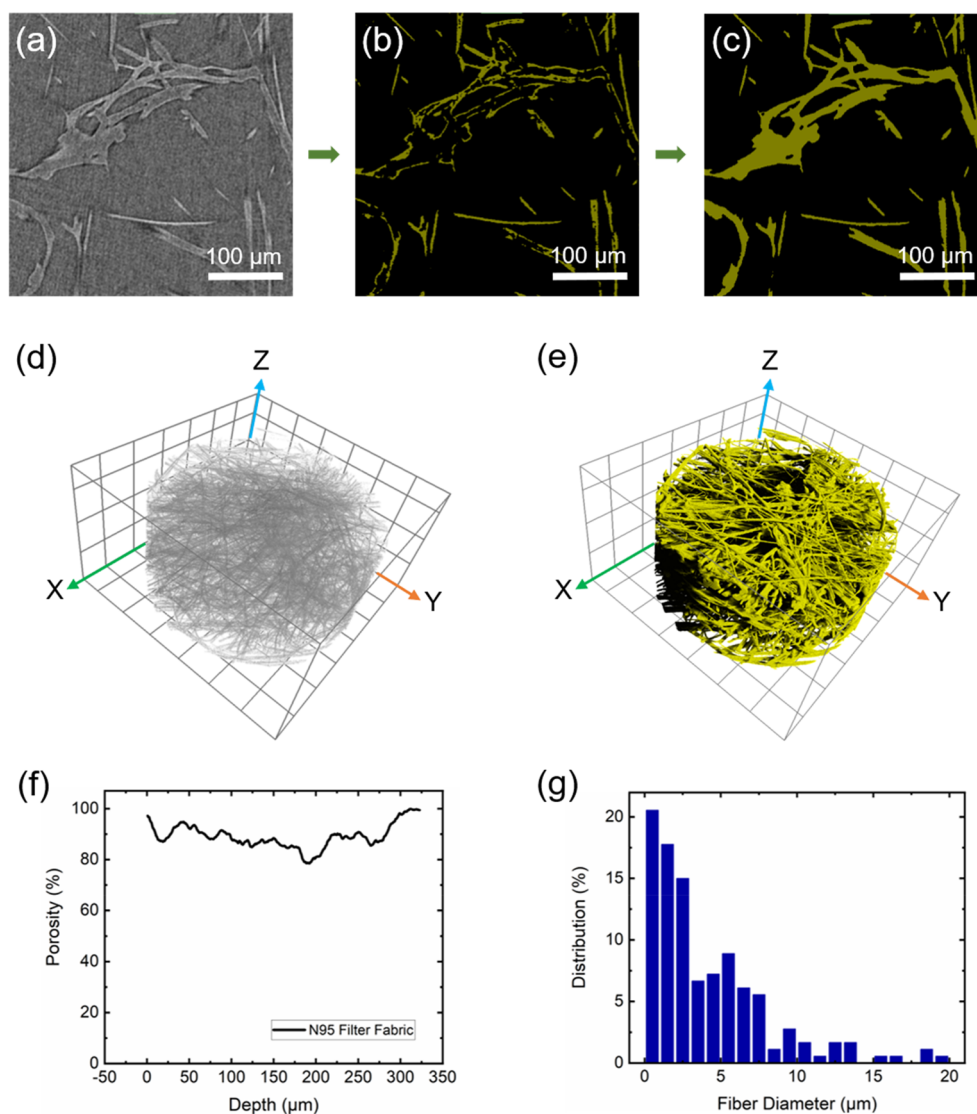 (a)
(b)
(c)
100 µm
100 µm
100 µm
(d)
(e)
Z
X
Y
Z
X
Y
(f)
Porosity (%)
100
80
60
40
20
0
N95 Filter Fabric
-50 0 50 100 150 200 250 300 350
Depth (µm)
(g)
Distribution (%)
20
15
10
5
0
0 5 10 15 20
Fiber Diameter (µm)